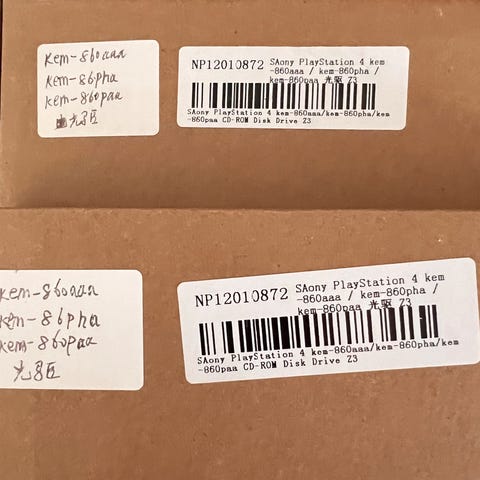 kem-860aaa
kem-86pha
kem-860paa
光驱
NP12010872
SAony PlayStation 4 kem
-860aaa / kem-860pha /
kem-860paa 光驱 Z3
SAony PlayStation 4 kem-860aaa/kem-860pha/kem
-860paa CD-ROM Disk Drive Z3
kem-860aaa
kem-86pha
kem-860paa
光驱
NP12010872
SAony PlayStation 4 kem
-860aaa / kem-860pha /
kem-860paa 光驱 Z3
SAony PlayStation 4 kem-860aaa/kem-860pha/kem
-860paa CD-ROM Disk Drive Z3